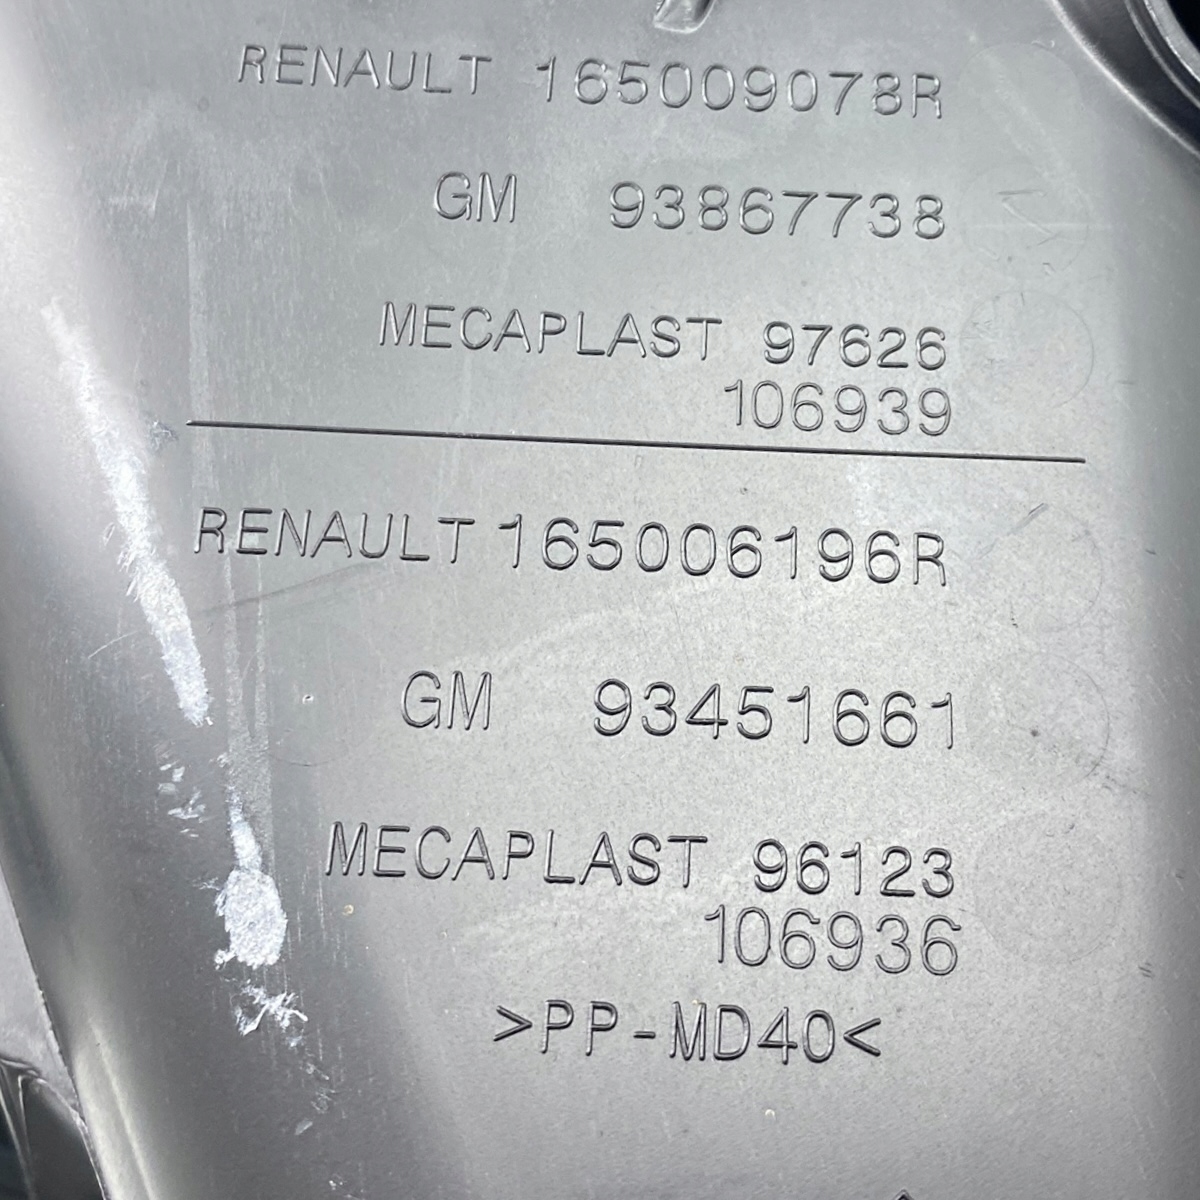 RENAULT 165009078R
GM 93867738
MECAPLAST 97626
106939
RENAULT 165006196R
GM 93451661
MECAPLAST 96123
106936
>PP-MD40<